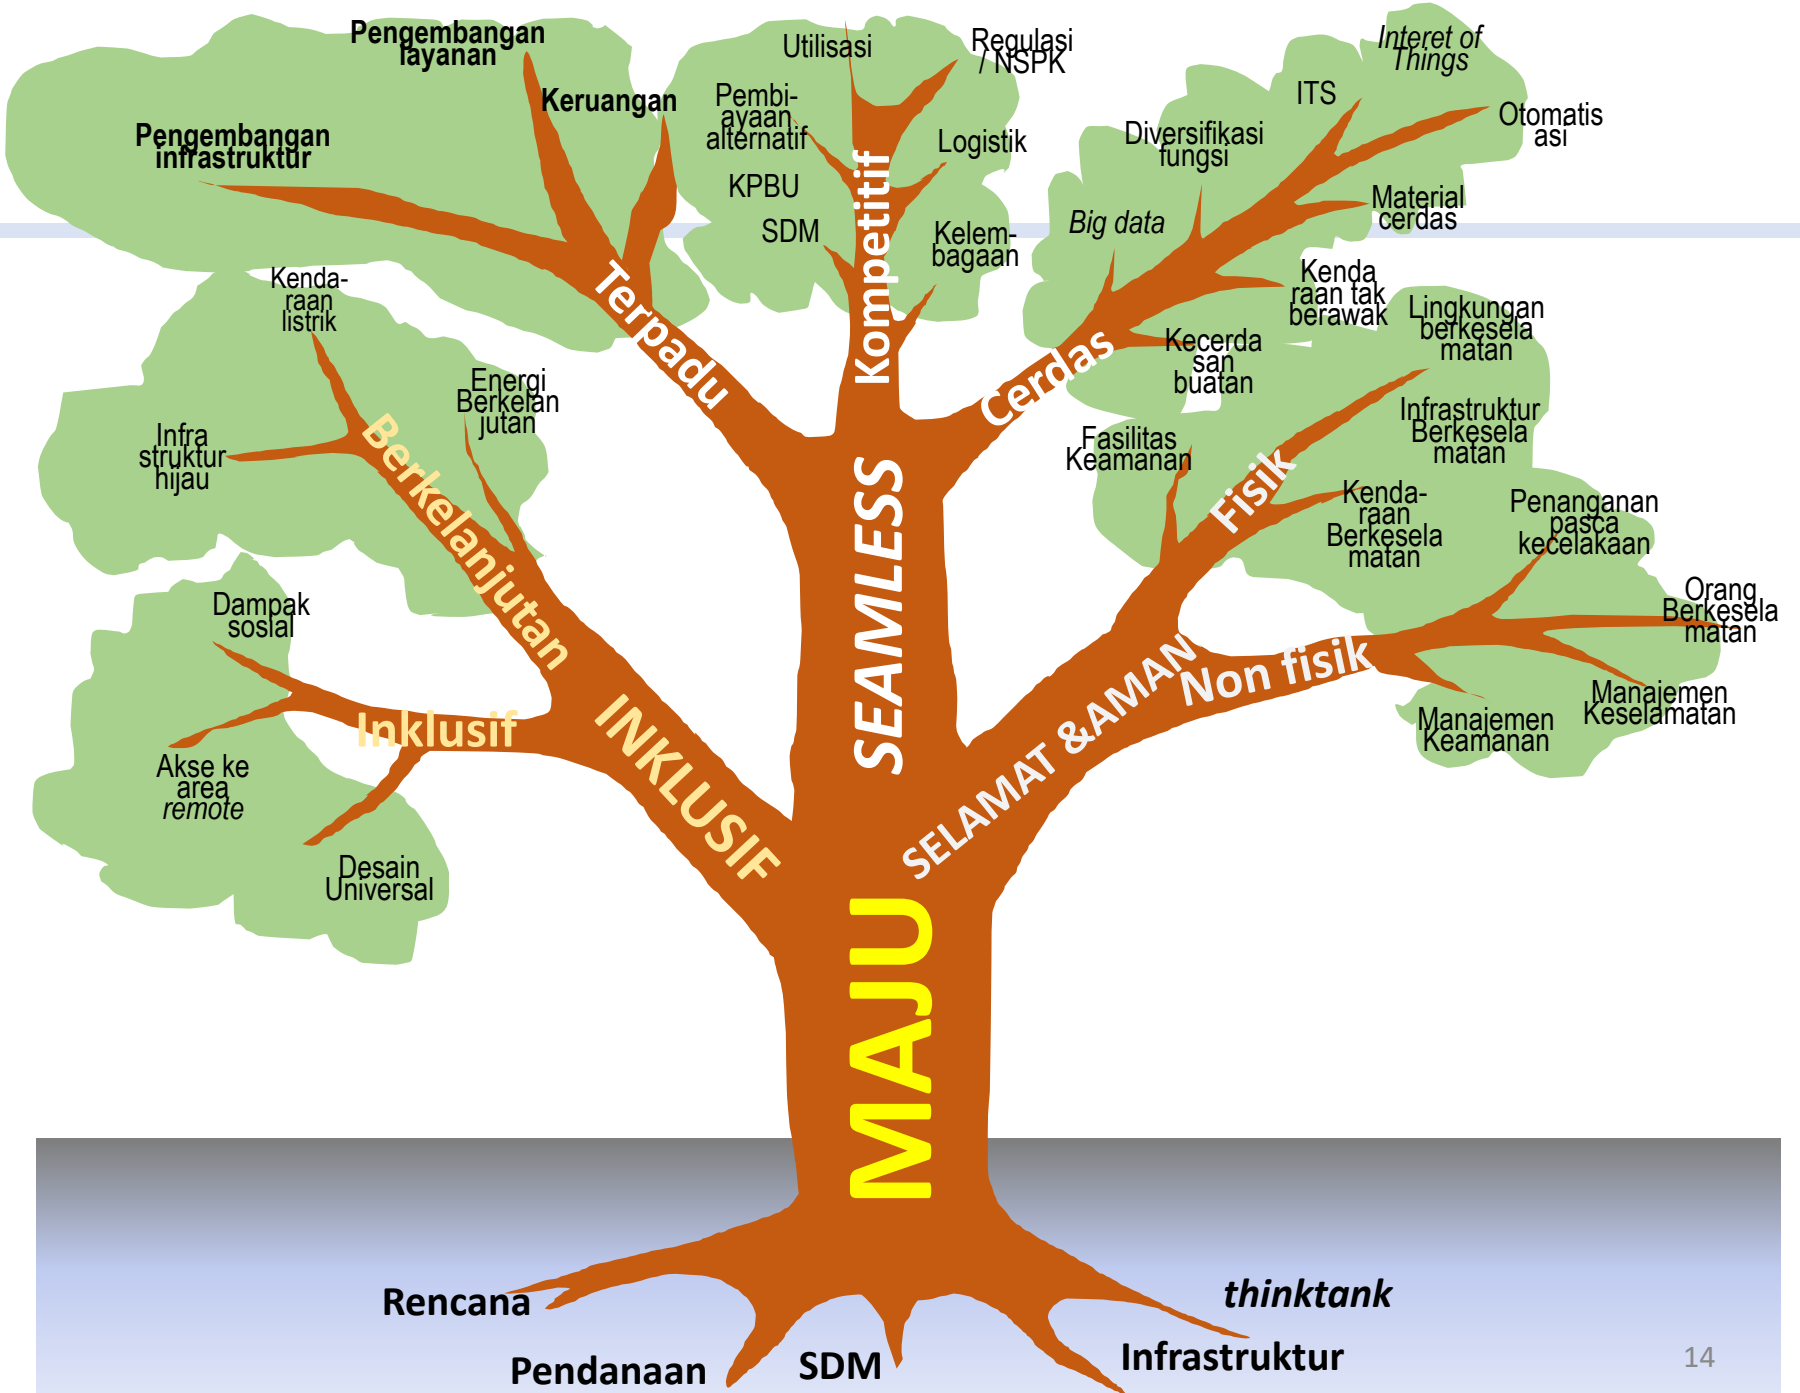 Pengembangan
layanan
Keruangan
Pengembangan
infrastruktur
Terpadu
Utilisasi
Regulasi
/ NSPK
Pembi-
ayaan
alternatif
Logistik
KPBU
SDM
Kelem-
bagaan
Kompetitif
Interet of
Things
ITS
Otomatis
asi
Diversifikasi
fungsi
Material
cerdas
Big data
Kenda
raan tak
berawak
Kecerda
san
buatan
Cerdas
Kenda-
raan
listrik
Energi
Berkelan
jutan
Infra
struktur
hijau
Berkelanjutan
Dampak
sosial
Inklusif
Akse ke
area
remote
Desain
Universal
INKLUSIF
SEAMLESS
Lingkungan
berkesela
matan
Infrastruktur
Berkesela
matan
Fasilitas
Keamanan
Fisik
Kenda-
raan
Berkesela
matan
Penanganan
pasca
kecelakaan
Orang
Berkesela
matan
Non fisik
Manajemen
Keselamatan
Manajemen
Keamanan
SELAMAT &AMAN
MAJU
Rencana
Pendanaan
SDM
Infrastruktur
thinktank
14